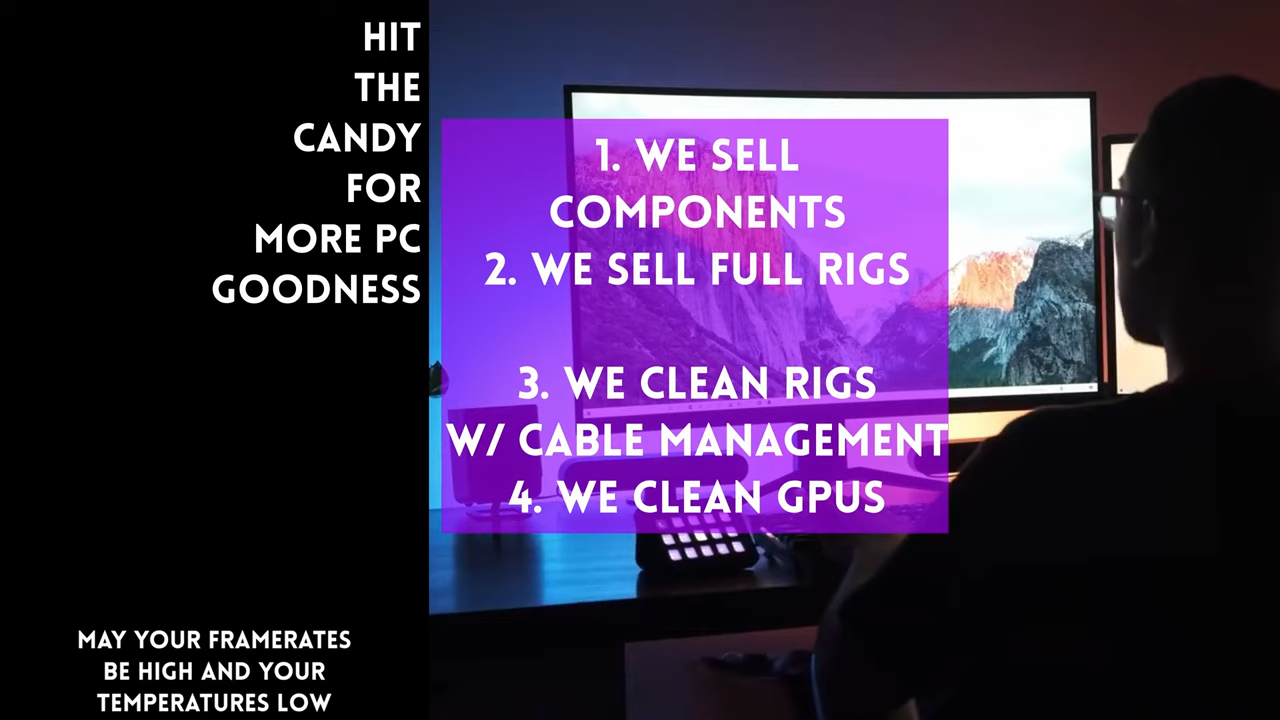 HIT
THE
CANDY
FOR
MORE PC
GOODNESS
1. WE SELL
COMPONENTS
2. WE SELL FULL RIGS
3. WE CLEAN RIGS
W/ CABLE MANAGEMENT
4. WE CLEAN GPUS
MAY YOUR FRAMERATES
BE HIGH AND YOUR
TEMPERATURES LOW